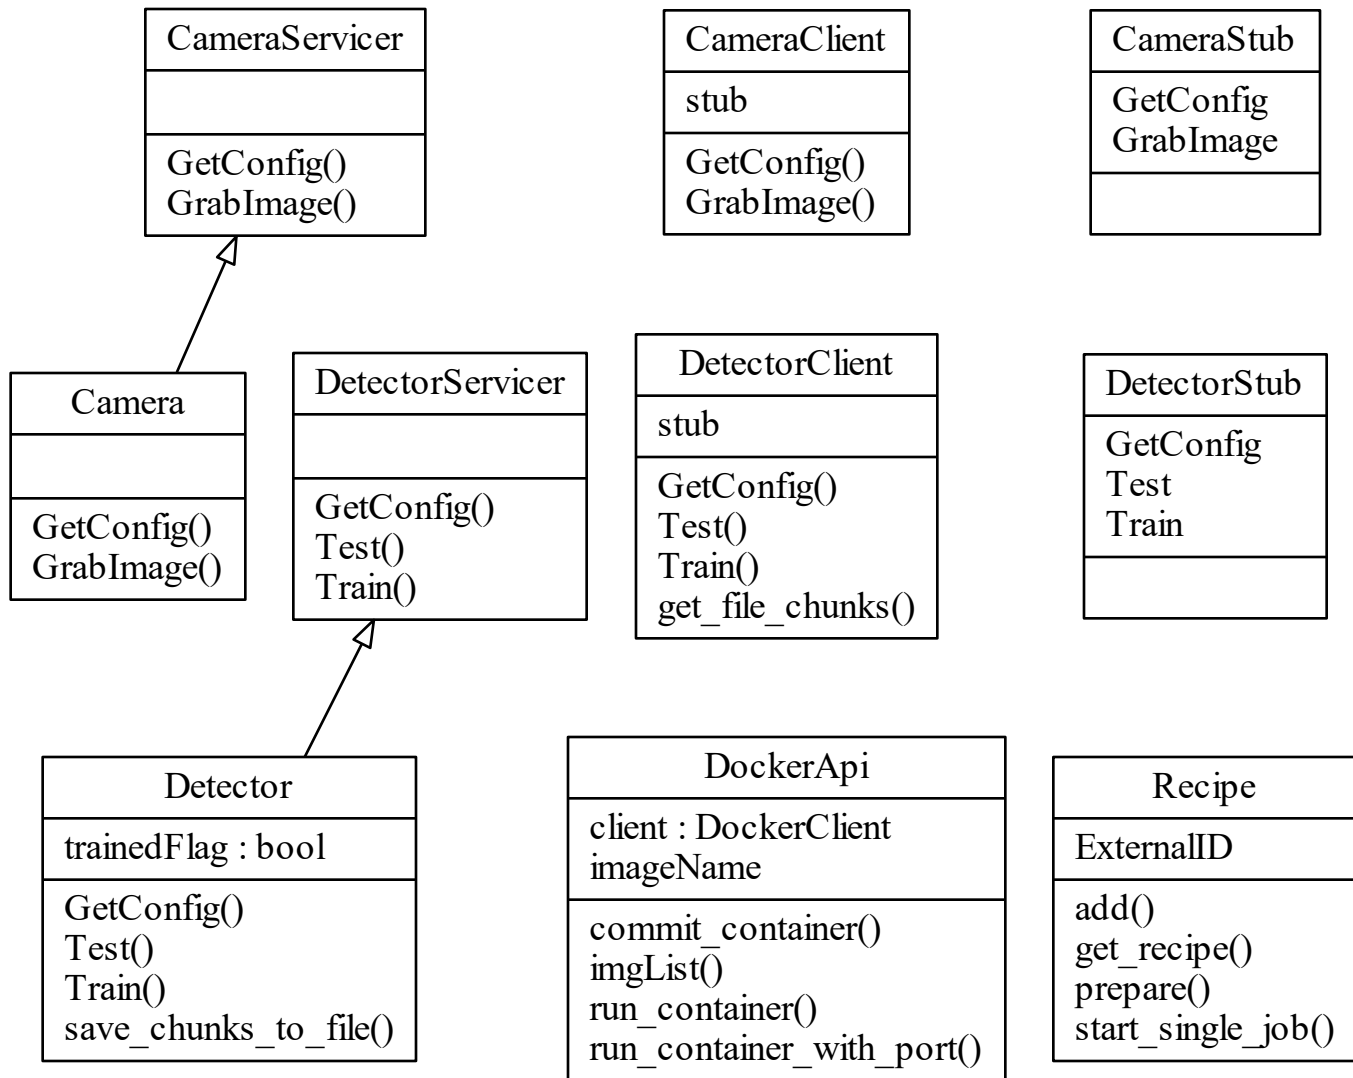 CameraServicer
GetConfig()
GrabImage()
CameraClient
stub
GetConfig()
GrabImage()
CameraStub
GetConfig
GrabImage
Camera
GetConfig()
GrabImage()
DetectorServicer
GetConfig()
Test()
Train()
DetectorClient
stub
GetConfig()
Test()
Train()
get_file_chunks()
DetectorStub
GetConfig
Test
Train
Detector
trainedFlag : bool
GetConfig()
Test()
Train()
save_chunks_to_file()
DockerApi
client : DockerClient
imageName
commit_container()
imgList()
run_container()
run_container_with_port()
Recipe
ExternalID
add()
get_recipe()
prepare()
start_single_job()